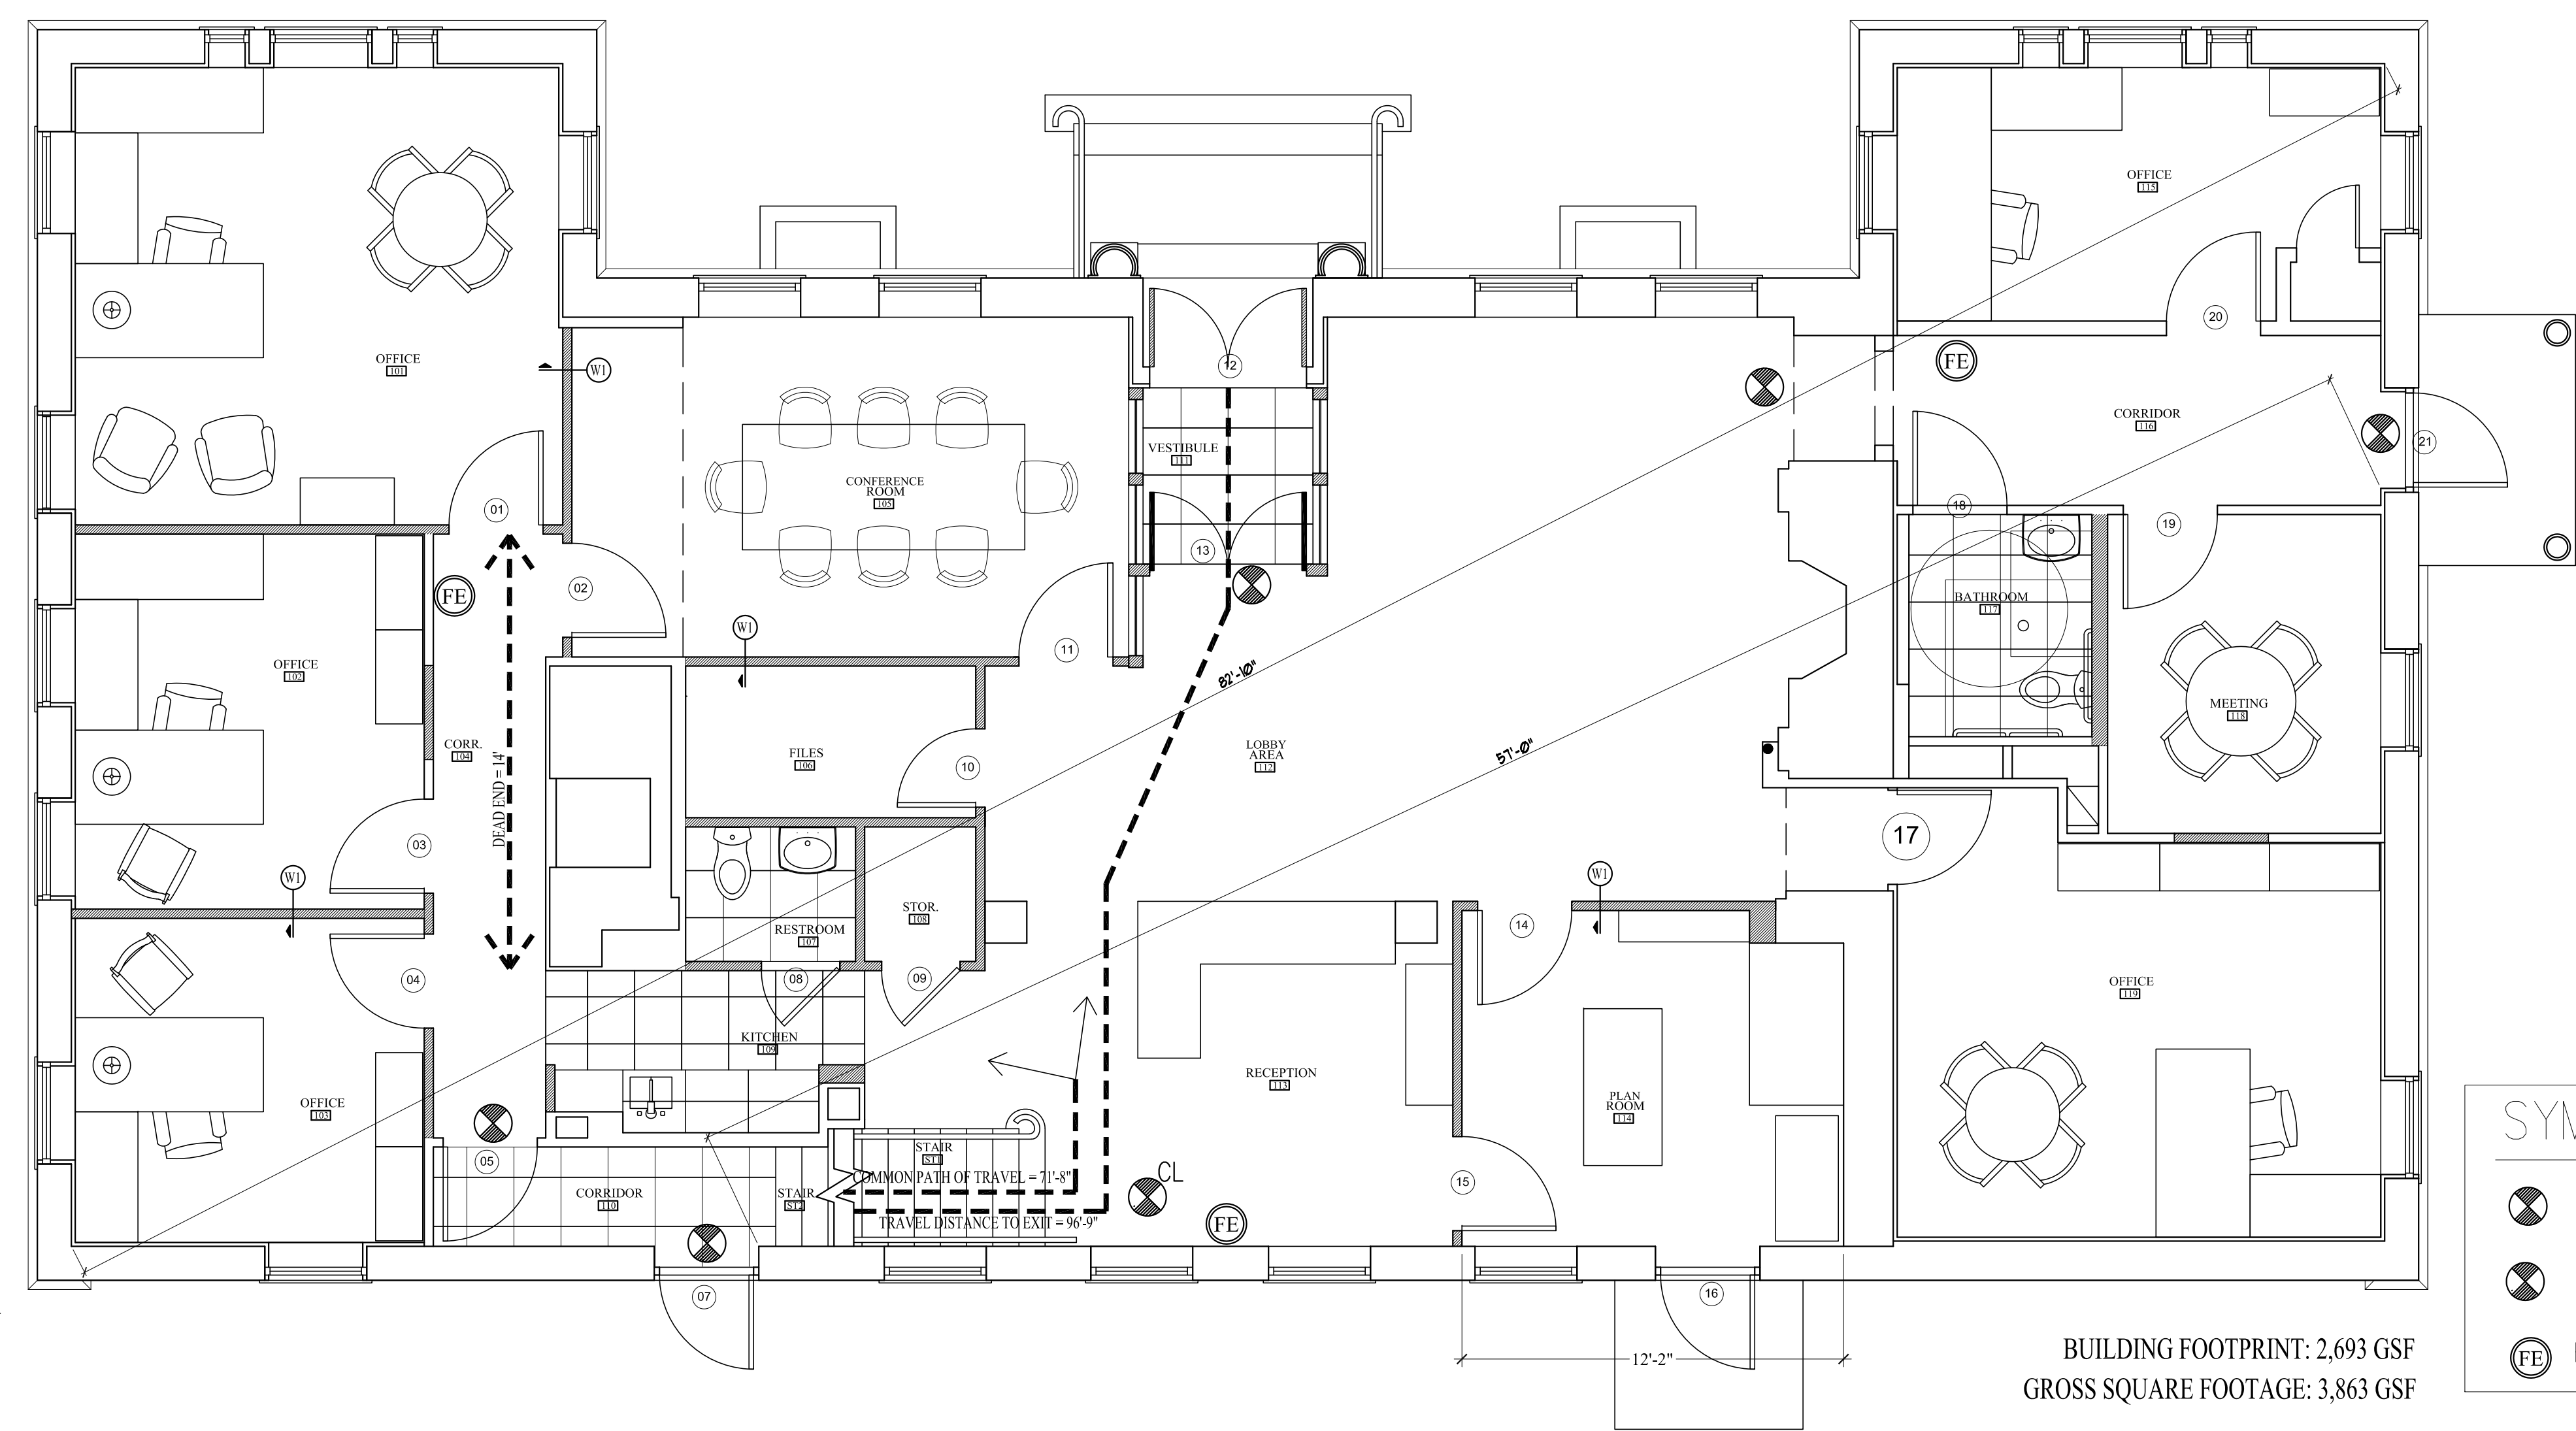 OFFICE
115
OFFICE
101
W1
12
20
FE
CORRIDOR
116
21
VESTIBULE
111
CONFERENCE
ROOM
105
01
18
19
13
02
FE
BATHROOM
117
W1
11
OFFICE
102
82'-10"
MEETING
118
CORR.
104
DEAD END = 14'
FILES
106
10
LOBBY
AREA
112
57'-0"
03
17
W1
W1
STOR.
108
RESTROOM
107
14
04
08
09
OFFICE
119
KITCHEN
109
RECEPTION
113
PLAN
ROOM
114
OFFICE
103
SYM
STAIR
ST1
05
COMMON PATH OF TRAVEL = 71'-8"
CL
15
CORRIDOR
110
STAIR
ST2
TRAVEL DISTANCE TO EXIT = 96'-9"
FE
07
16
12'-2"
BUILDING FOOTPRINT: 2,693 GSF
FE
GROSS SQUARE FOOTAGE: 3,863 GSF